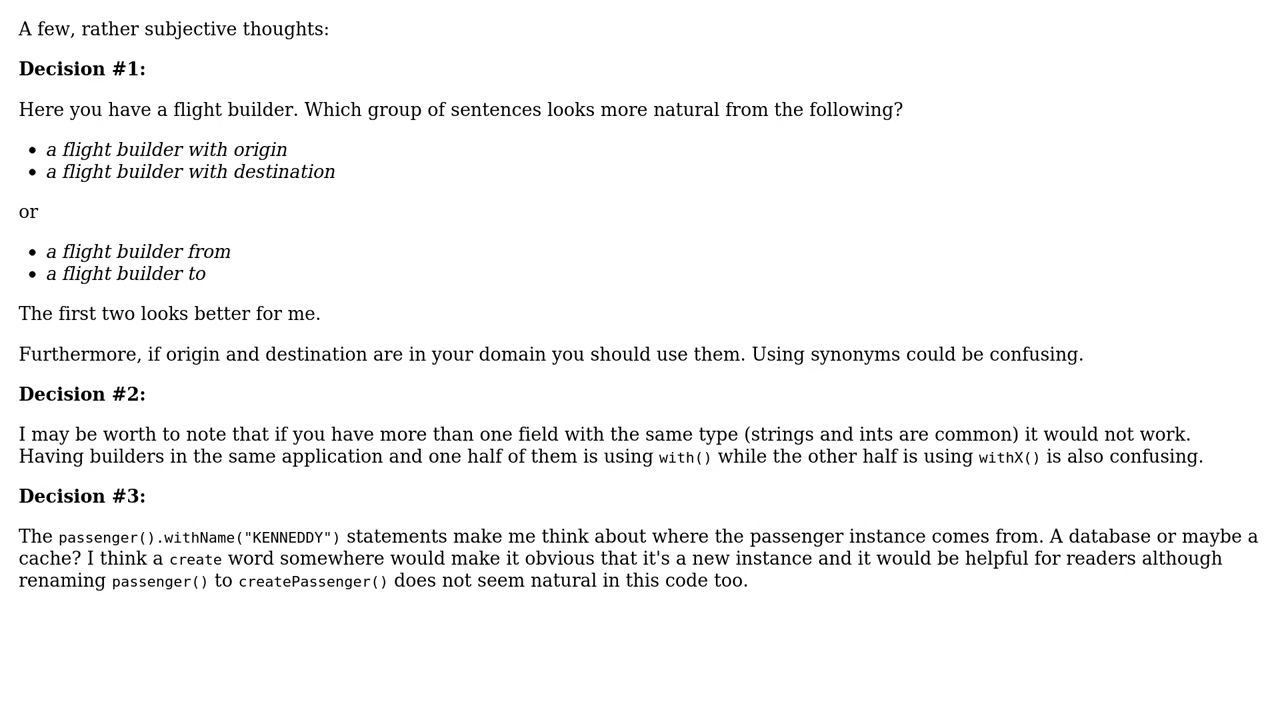 A few, rather subjective thoughts:
Decision #1:
Here you have a flight builder. Which group of sentences looks more natural from the following?
• a flight builder with origin
• a flight builder with destination
or
• a flight builder from
• a flight builder to
The first two looks better for me.
Furthermore, if origin and destination are in your domain you should use them. Using synonyms could be confusing.
Decision #2:
I may be worth to note that if you have more than one field with the same type (strings and ints are common) it would not work.
Having builders in the same application and one half of them is using with() while the other half is using withX() is also confusing.
Decision #3:
The passenger().withName("KENNEDDY") statements make me think about where the passenger instance comes from. A database or maybe a
cache? I think a create word somewhere would make it obvious that it's a new instance and it would be helpful for readers although
renaming passenger() to createPassenger() does not seem natural in this code too.